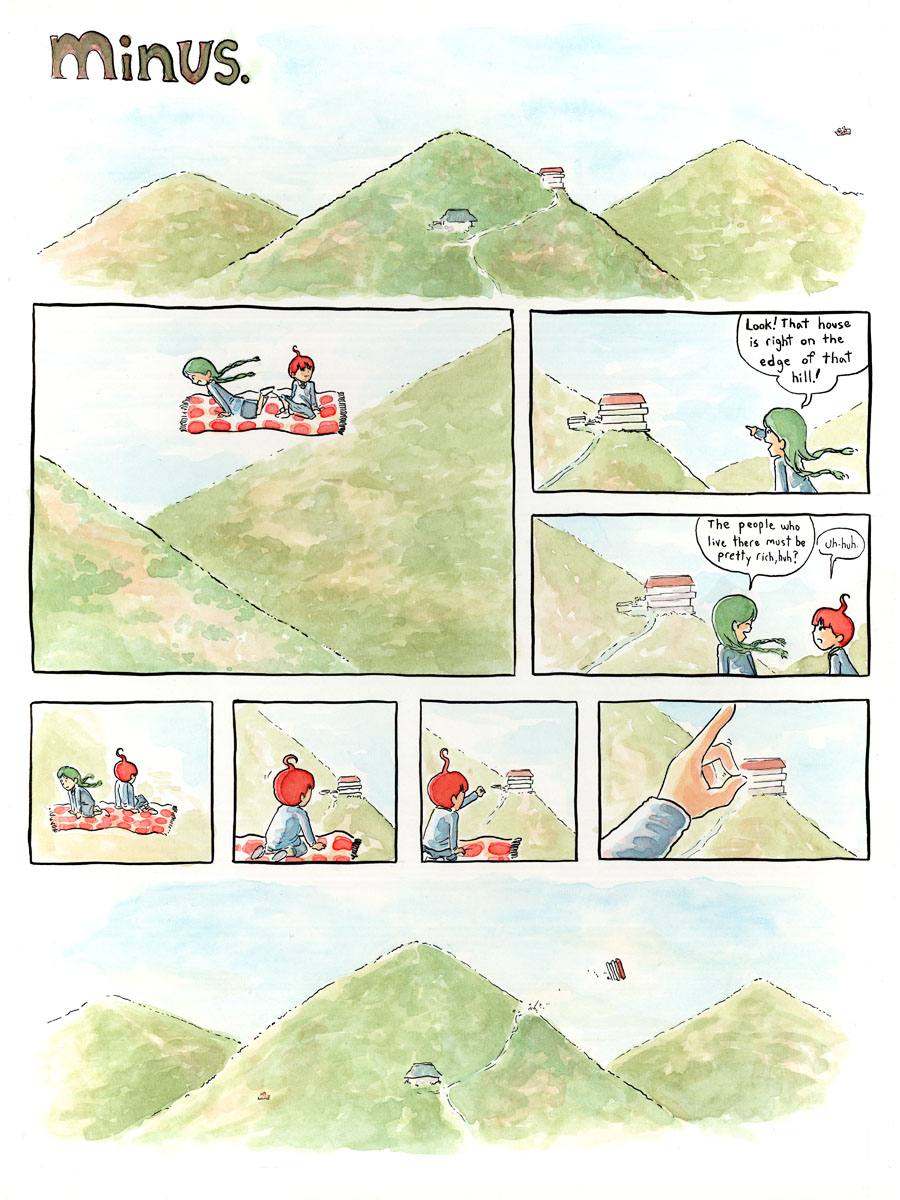 minus.
Look! That house
is right on the
edge of that
hill!
The people who
live there must be
pretty rich, huh?
Uh-huh.